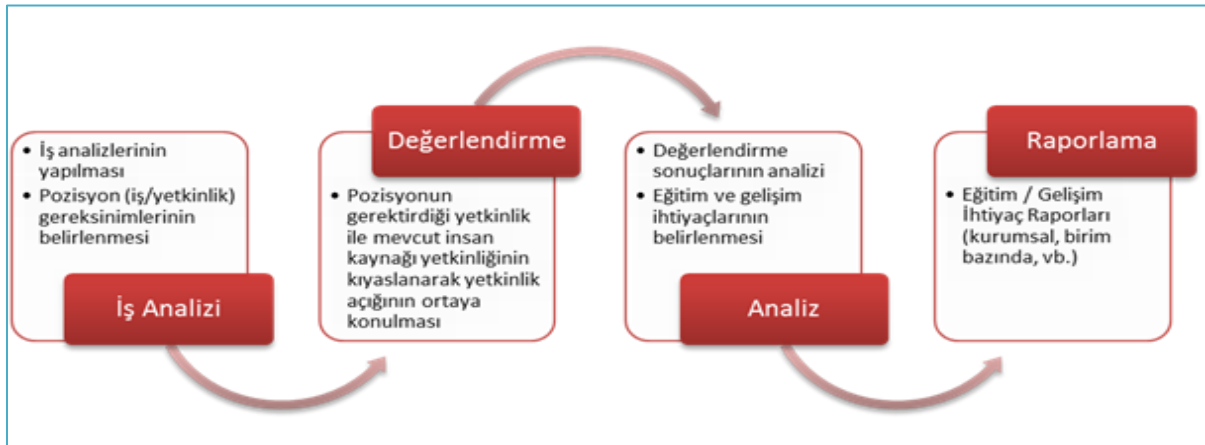 • İş analizlerinin
yapılması
• Pozisyon (iş/yetkinlik)
gereksinimlerinin
belirlenmesi
İş Analizi
Değerlendirme
• Pozisyonun
gerektirdiği yetkinlik
ile mevcut insan
kaynağı yetkinliğinin
kıyaslanarak yetkinlik
açığının ortaya
konulması
• Değerlendirme
sonuçlarının analizi
• Eğitim ve gelişim
ihtiyaçlarının
belirlenmesi
Analiz
Raporlama
• Eğitim / Gelişim
İhtiyaç Raporları
(kurumsal, birim
bazında, vb.)